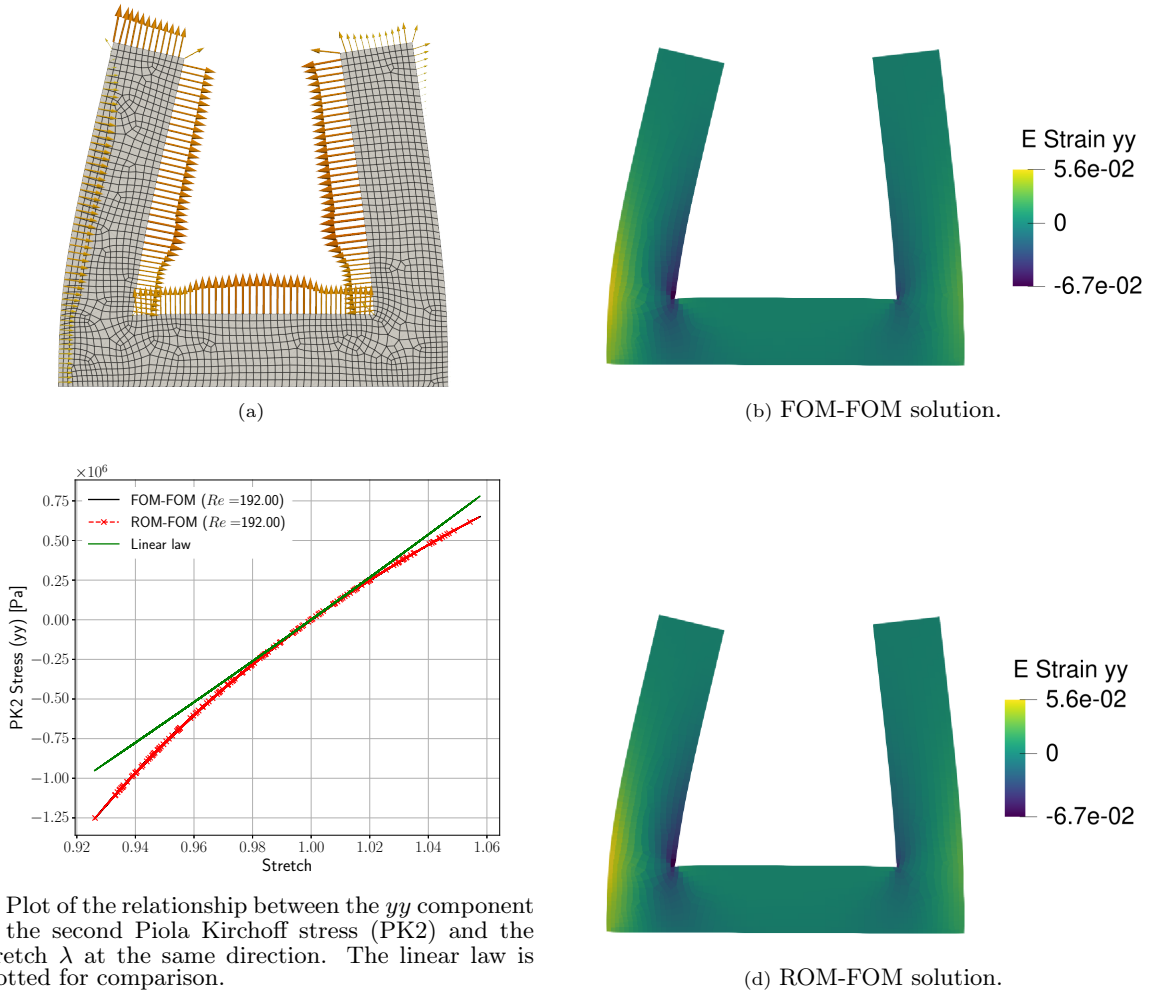 (a)
E Strain yy
5.6e-02
0
-6.7e-02
(b) FOM-FOM solution.
×10⁶
FOM-FOM (Re =192.00)
ROM-FOM (Re =192.00)
Linear law
0.75
0.50
0.25
0.00
−0.25
−0.50
−0.75
−1.00
−1.25
PK2 Stress (yy) [Pa]
0.92 0.94 0.96 0.98 1.00 1.02 1.04 1.06
Stretch
Plot of the relationship between the yy component
the second Piola Kirchoff stress (PK2) and the
retch λ at the same direction. The linear law is
otted for comparison.
E Strain yy
5.6e-02
0
-6.7e-02
(d) ROM-FOM solution.